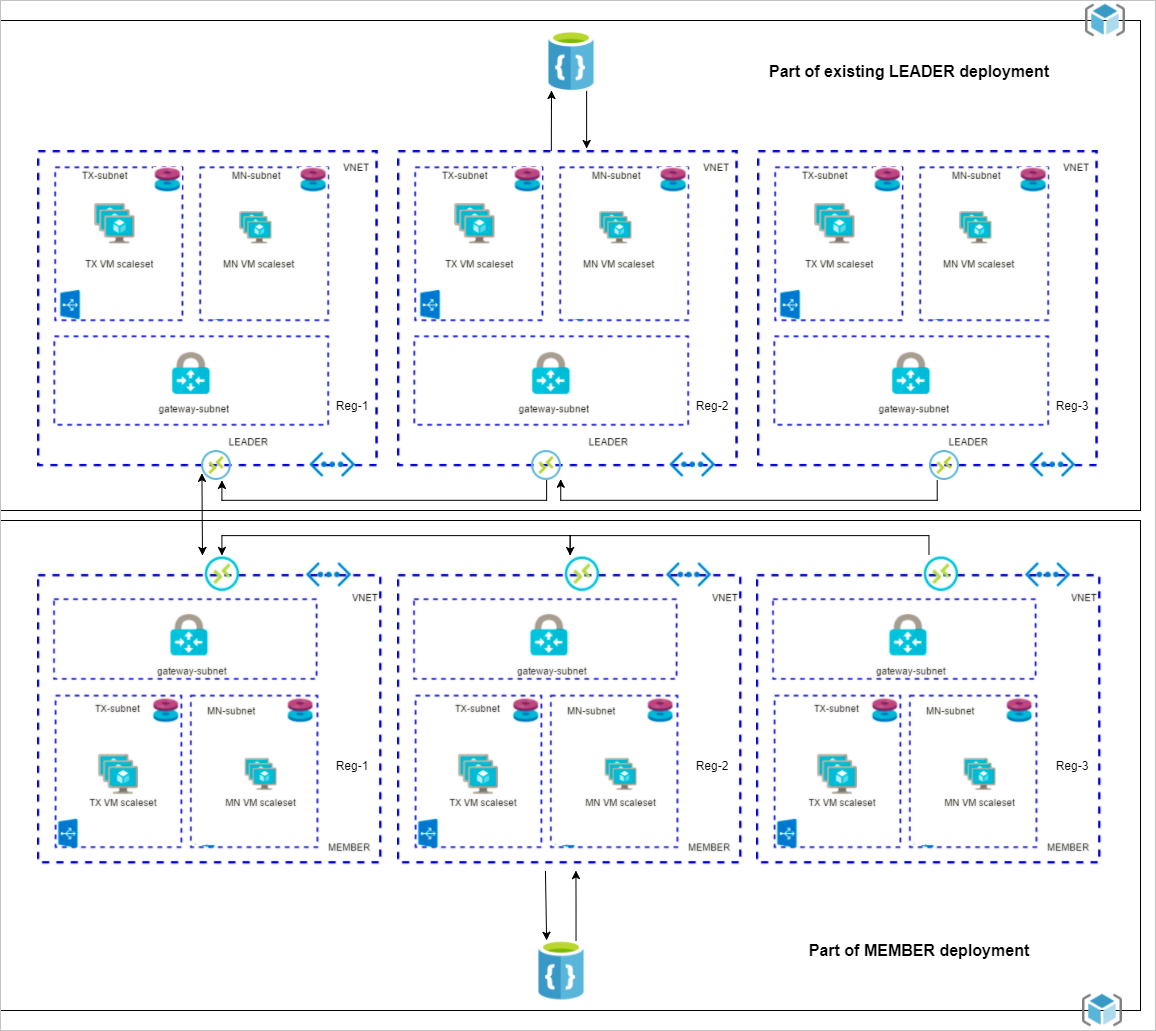 Part of existing LEADER deployment
VNET
TX-subnet
MN-subnet
TX VM scaleset
MN VM scaleset
gateway-subnet
Reg-1
LEADER
VNET
TX-subnet
MN-subnet
TX VM scaleset
MN VM scaleset
gateway-subnet
Reg-2
LEADER
VNET
TX-subnet
MN-subnet
TX VM scaleset
MN VM scaleset
gateway-subnet
Reg-3
LEADER
VNET
gateway-subnet
TX-subnet
MN-subnet
Reg-1
TX VM scaleset
MN VM scaleset
MEMBER
VNET
gateway-subnet
TX-subnet
MN-subnet
Reg-2
TX VM scaleset
MN VM scaleset
MEMBER
VNET
gateway-subnet
TX-subnet
MN-subnet
Reg-3
TX VM scaleset
MN VM scaleset
MEMBER
Part of MEMBER deployment